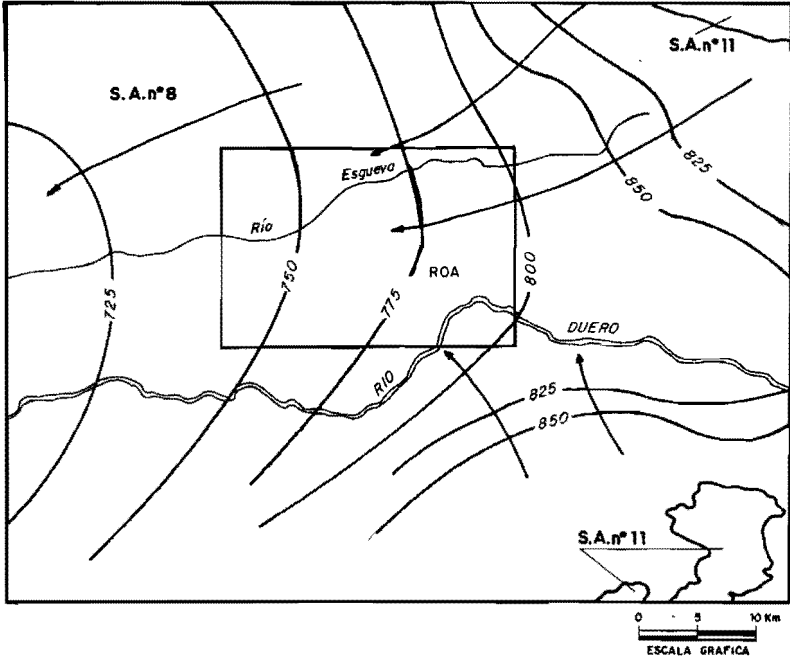 S.A.nº11
S.A.nº8
825
850
Esgueva
Río
800
ROA
750
775
725
DUERO
RIO
825
850
S.A.nº11
0 5 10 Km
ESCALA GRAFICA